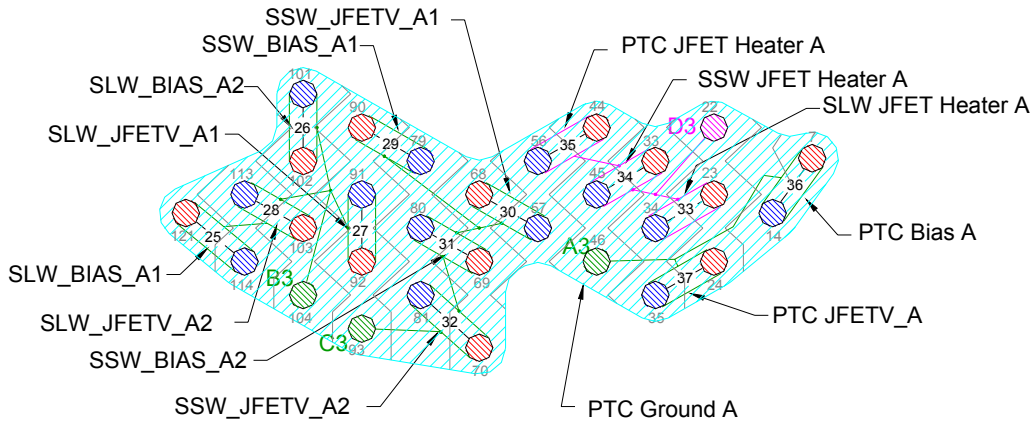 SSW_JFETV_A1
SSW_BIAS_A1
PTC JFET Heater A
SLW_BIAS_A2
SSW JFET Heater A
SLW_JFETV_A1
SLW JFET Heater A
101
90
44
22
D3
26
79
56
35
33
7
29
102
113
91
68
45
34
23
36
28
80
30
57
34
33
121
25
103
27
31
46
A3
14
PTC Bias A
SLW_BIAS_A1
114
B3
92
69
37
24
104
81
35
SLW_JFETV_A2
C3
93
32
PTC JFETV_A
SSW_BIAS_A2
70
SSW_JFETV_A2
PTC Ground A